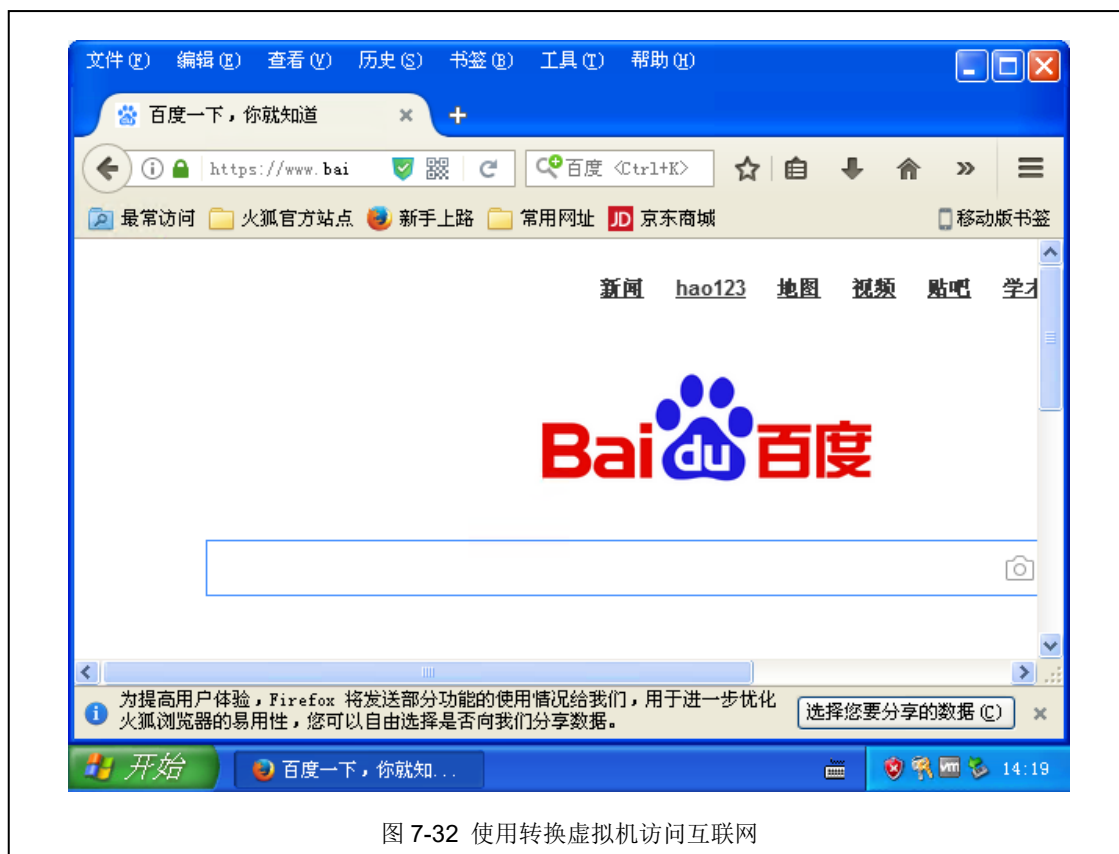 文件(F) 编辑(E) 查看(V) 历史(S) 书签(B) 工具(T) 帮助(H)
百度一下，你就知道
https://www.bai 百度 <Ctrl+K>
最常访问 火狐官方站点 新手上路 常用网址 JD 京东商城 移动版书签
新闻 hao123 地图 视频 贴吧 学术
Bai du 百度
为提高用户体验，Firefox 将发送部分功能的使用情况给我们，用于进一步优化
火狐浏览器的易用性，您可以自由选择是否向我们分享数据。
选择您要分享的数据(C)
开始 百度一下，你就知... vm 14:19
图 7-32 使用转换虚拟机访问互联网